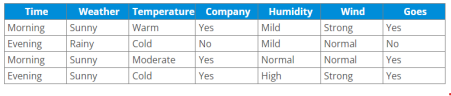 Time Weather Temperature Company Humidity Wind Goes
Morning Sunny Warm Yes Mild Strong Yes
Evening Rainy Cold No Mild Normal No
Morning Sunny Moderate Yes Normal Normal Yes
Evening Sunny Cold Yes High Strong Yes